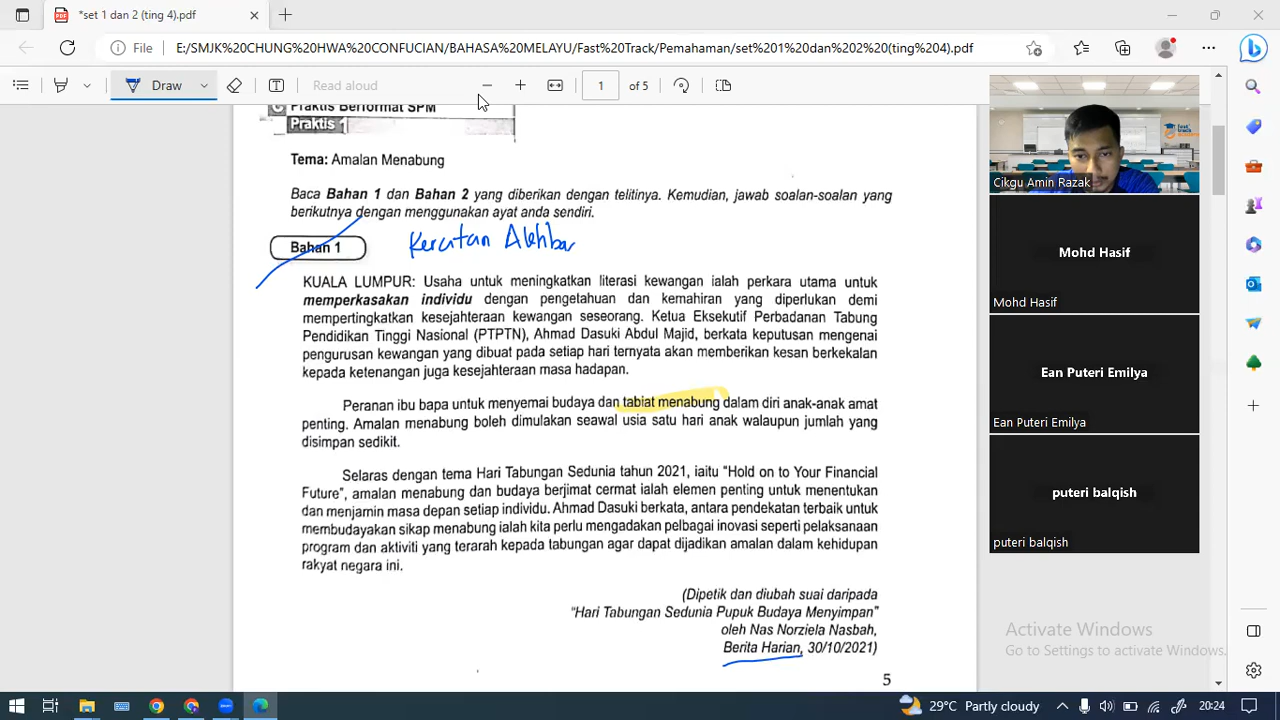 *set 1 dan 2 (ting 4).pdf
File
E:/SMJK%20CHUNG%20HWA%20CONFUCIAN/BAHASA%20MELAYU/Fast%20Track/Pemahaman/set%201%20dan%202%20(ting%204).pdf
Draw
Read aloud
1
of 5
Praktis Berformat SPM
Praktis 1
Tema: Amalan Menabung
Baca Bahan 1 dan Bahan 2 yang diberikan dengan telitinya. Kemudian, jawab soalan-soalan yang
berikutnya dengan menggunakan ayat anda sendiri.
Bahan 1
Keratan Akhbar
KUALA LUMPUR: Usaha untuk meningkatkan literasi kewangan ialah perkara utama untuk
memperkasakan individu dengan pengetahuan dan kemahiran yang diperlukan demi
mempertingkatkan kesejahteraan kewangan seseorang. Ketua Eksekutif Perbadanan Tabung
Pendidikan Tinggi Nasional (PTPTN), Ahmad Dasuki Abdul Majid, berkata keputusan mengenai
pengurusan kewangan yang dibuat pada setiap hari ternyata akan memberikan kesan berkekalan
kepada ketenangan juga kesejahteraan masa hadapan.
Peranan ibu bapa untuk menyemai budaya dan tabiat menabung dalam diri anak-anak amat
penting. Amalan menabung boleh dimulakan seawal usia satu hari anak walaupun jumlah yang
disimpan sedikit.
Selaras dengan tema Hari Tabungan Sedunia tahun 2021, iaitu “Hold on to Your Financial
Future”, amalan menabung dan budaya berjimat cermat ialah elemen penting untuk menentukan
dan menjamin masa depan setiap individu. Ahmad Dasuki berkata, antara pendekatan terbaik untuk
membudayakan sikap menabung ialah kita perlu mengadakan pelbagai inovasi seperti pelaksanaan
program dan aktiviti yang terarah kepada tabungan agar dapat dijadikan amalan dalam kehidupan
rakyat negara ini.
(Dipetik dan diubah suai daripada
“Hari Tabungan Sedunia Pupuk Budaya Menyimpan”
oleh Nas Norziela Nasbah,
Berita Harian, 30/10/2021)
5
Cikgu Amin Razak
Mohd Hasif
Mohd Hasif
Ean Puteri Emilya
Ean Puteri Emilya
puteri balqish
puteri balqish
Activate Windows
Go to Settings to activate Windows.
29°C Partly cloudy
20:24